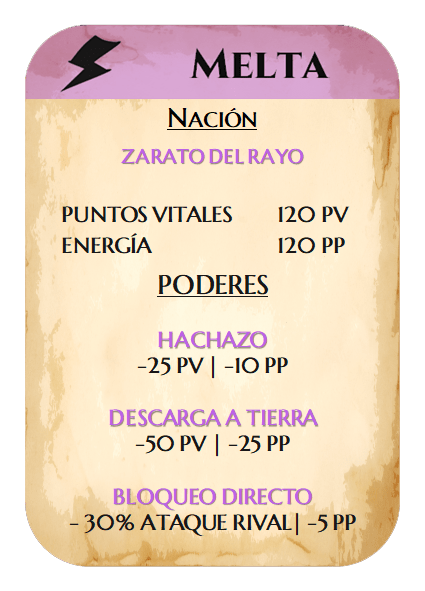 MELTA
NACIÓN
ZARATO DEL RAYO
PUNTOS VITALES 120 PV
ENERGÍA 120 PP
PODERES
HACHAZO
-25 PV | -10 PP
DESCARGA A TIERRA
-50 PV | -25 PP
BLOQUEO DIRECTO
- 30% ATAQUE RIVAL| -5 PP